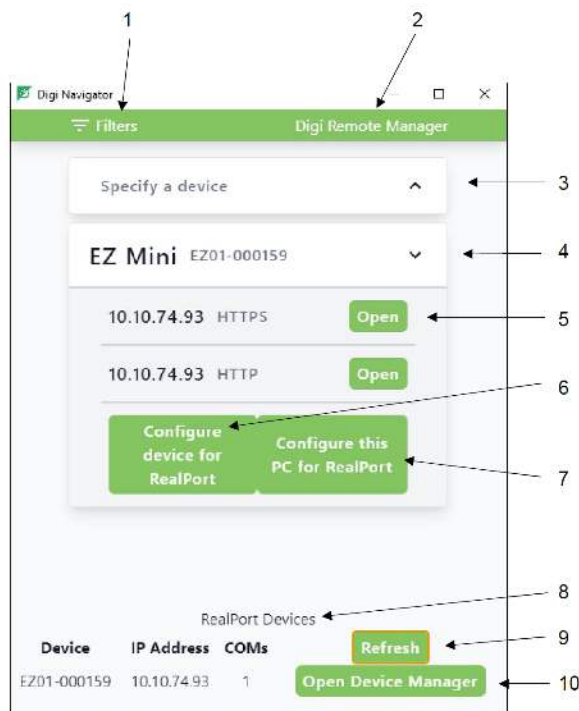 1 2
Digi Navigator
Filters Digi Remote Manager
Specify a device 3
EZ Mini EZ01-000159 4
10.10.74.93 HTTPS Open 5
10.10.74.93 HTTP Open
6
Configure
device for
RealPort
Configure this
PC for RealPort
7
RealPort Devices 8
Device IP Address COMs Refresh 9
EZ01-000159 10.10.74.93 1 Open Device Manager 10